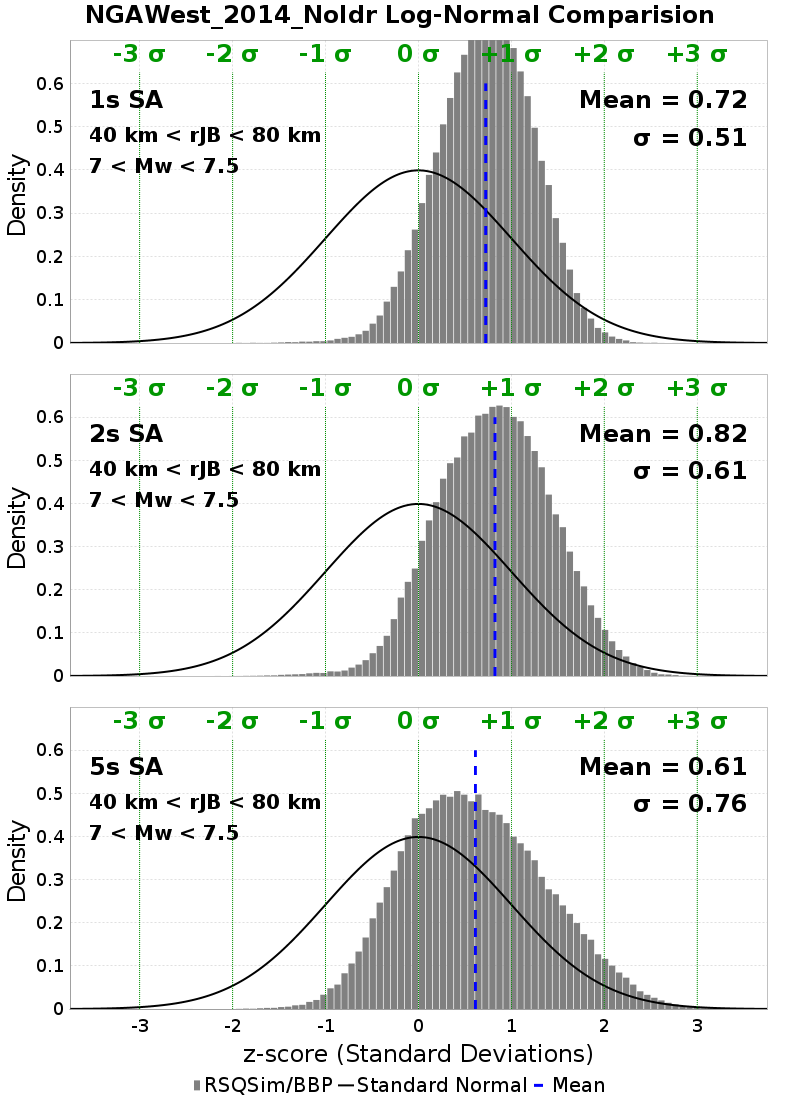 NGAWest_2014_NoIdr Log-Normal Comparision
-3 σ -2 σ -1 σ 0 σ +1 σ +2 σ +3 σ
1s SA
Mean = 0.72
40 km < rJB < 80 km
σ = 0.51
7 < Mw < 7.5
Density
0.6
0.5
0.4
0.3
0.2
0.1
0
-3 σ -2 σ -1 σ 0 σ +1 σ +2 σ +3 σ
2s SA
Mean = 0.82
40 km < rJB < 80 km
σ = 0.61
7 < Mw < 7.5
Density
0.6
0.5
0.4
0.3
0.2
0.1
0
-3 σ -2 σ -1 σ 0 σ +1 σ +2 σ +3 σ
5s SA
Mean = 0.61
40 km < rJB < 80 km
σ = 0.76
7 < Mw < 7.5
Density
0.6
0.5
0.4
0.3
0.2
0.1
0
-3 -2 -1 0 1 2 3
z-score (Standard Deviations)
RSQSim/BBP Standard Normal Mean